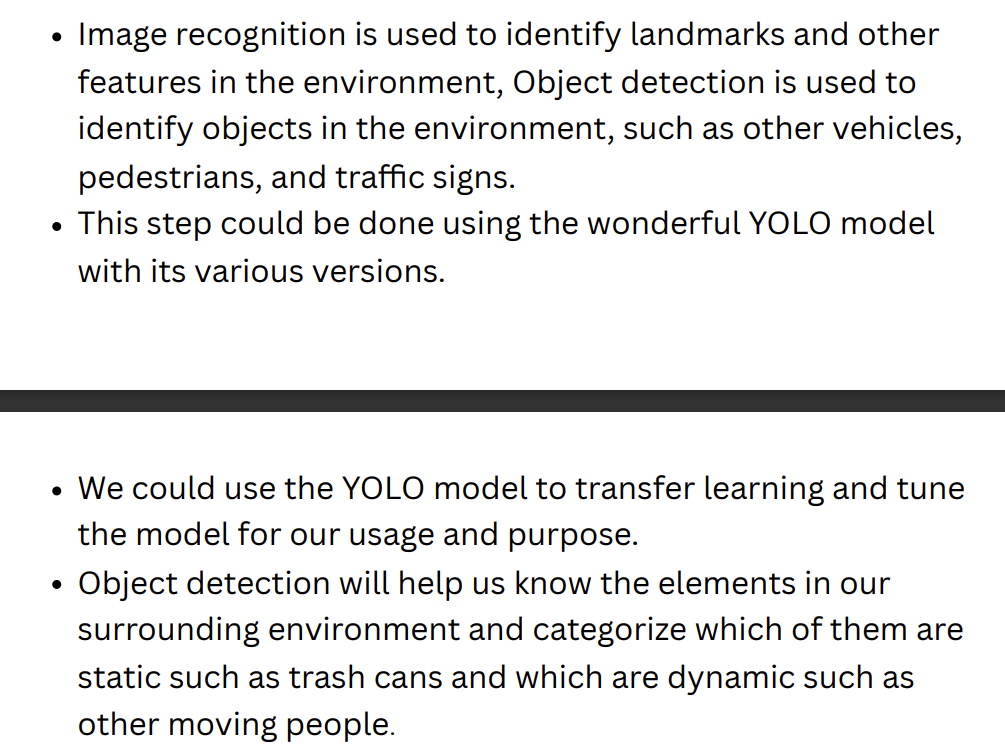 • Image recognition is used to identify landmarks and other
features in the environment, Object detection is used to
identify objects in the environment, such as other vehicles,
pedestrians, and traffic signs.
• This step could be done using the wonderful YOLO model
with its various versions.
• We could use the YOLO model to transfer learning and tune
the model for our usage and purpose.
• Object detection will help us know the elements in our
surrounding environment and categorize which of them are
static such as trash cans and which are dynamic such as
other moving people.